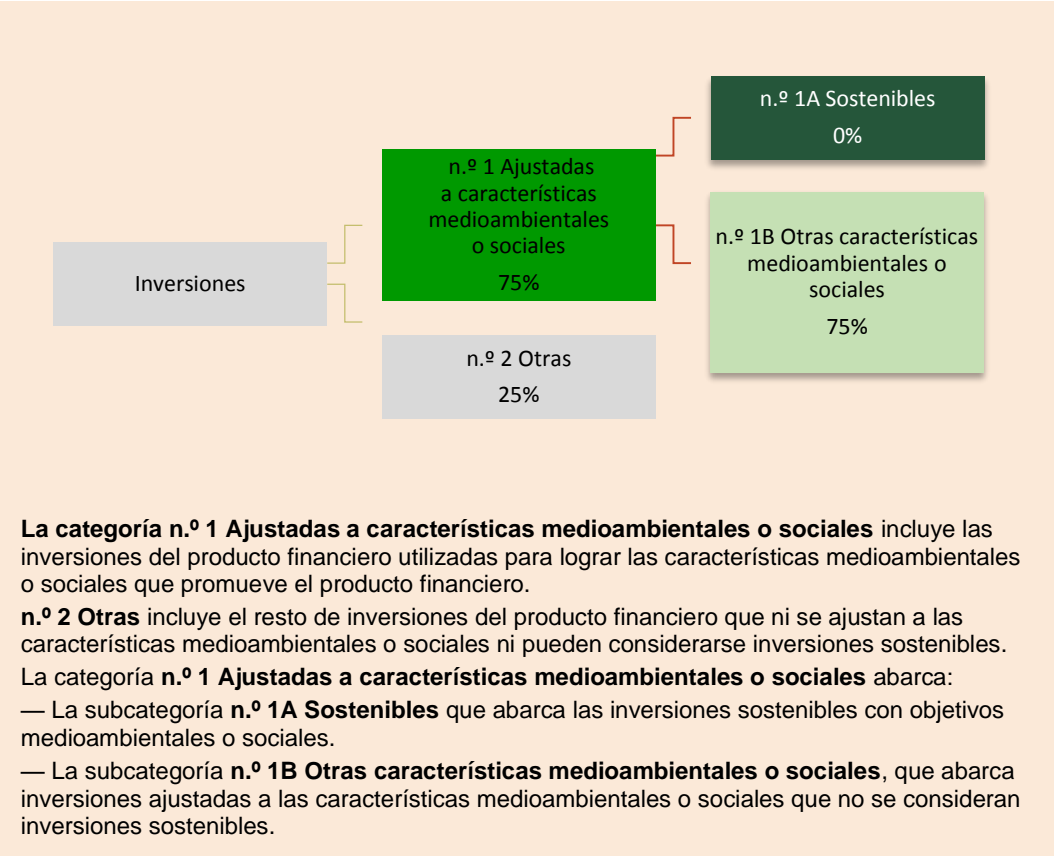 n.º 1A Sostenibles
0%
n.º 1 Ajustadas
a características
medioambientales
o sociales
75%
n.º 1B Otras características
medioambientales o
sociales
75%
Inversiones
n.º 2 Otras
25%
La categoría n.º 1 Ajustadas a características medioambientales o sociales incluye las
inversiones del producto financiero utilizadas para lograr las características medioambientales
o sociales que promueve el producto financiero.
n.º 2 Otras incluye el resto de inversiones del producto financiero que ni se ajustan a las
características medioambientales o sociales ni pueden considerarse inversiones sostenibles.
La categoría n.º 1 Ajustadas a características medioambientales o sociales abarca:
— La subcategoría n.º 1A Sostenibles que abarca las inversiones sostenibles con objetivos
medioambientales o sociales.
— La subcategoría n.º 1B Otras características medioambientales o sociales, que abarca
inversiones ajustadas a las características medioambientales o sociales que no se consideran
inversiones sostenibles.